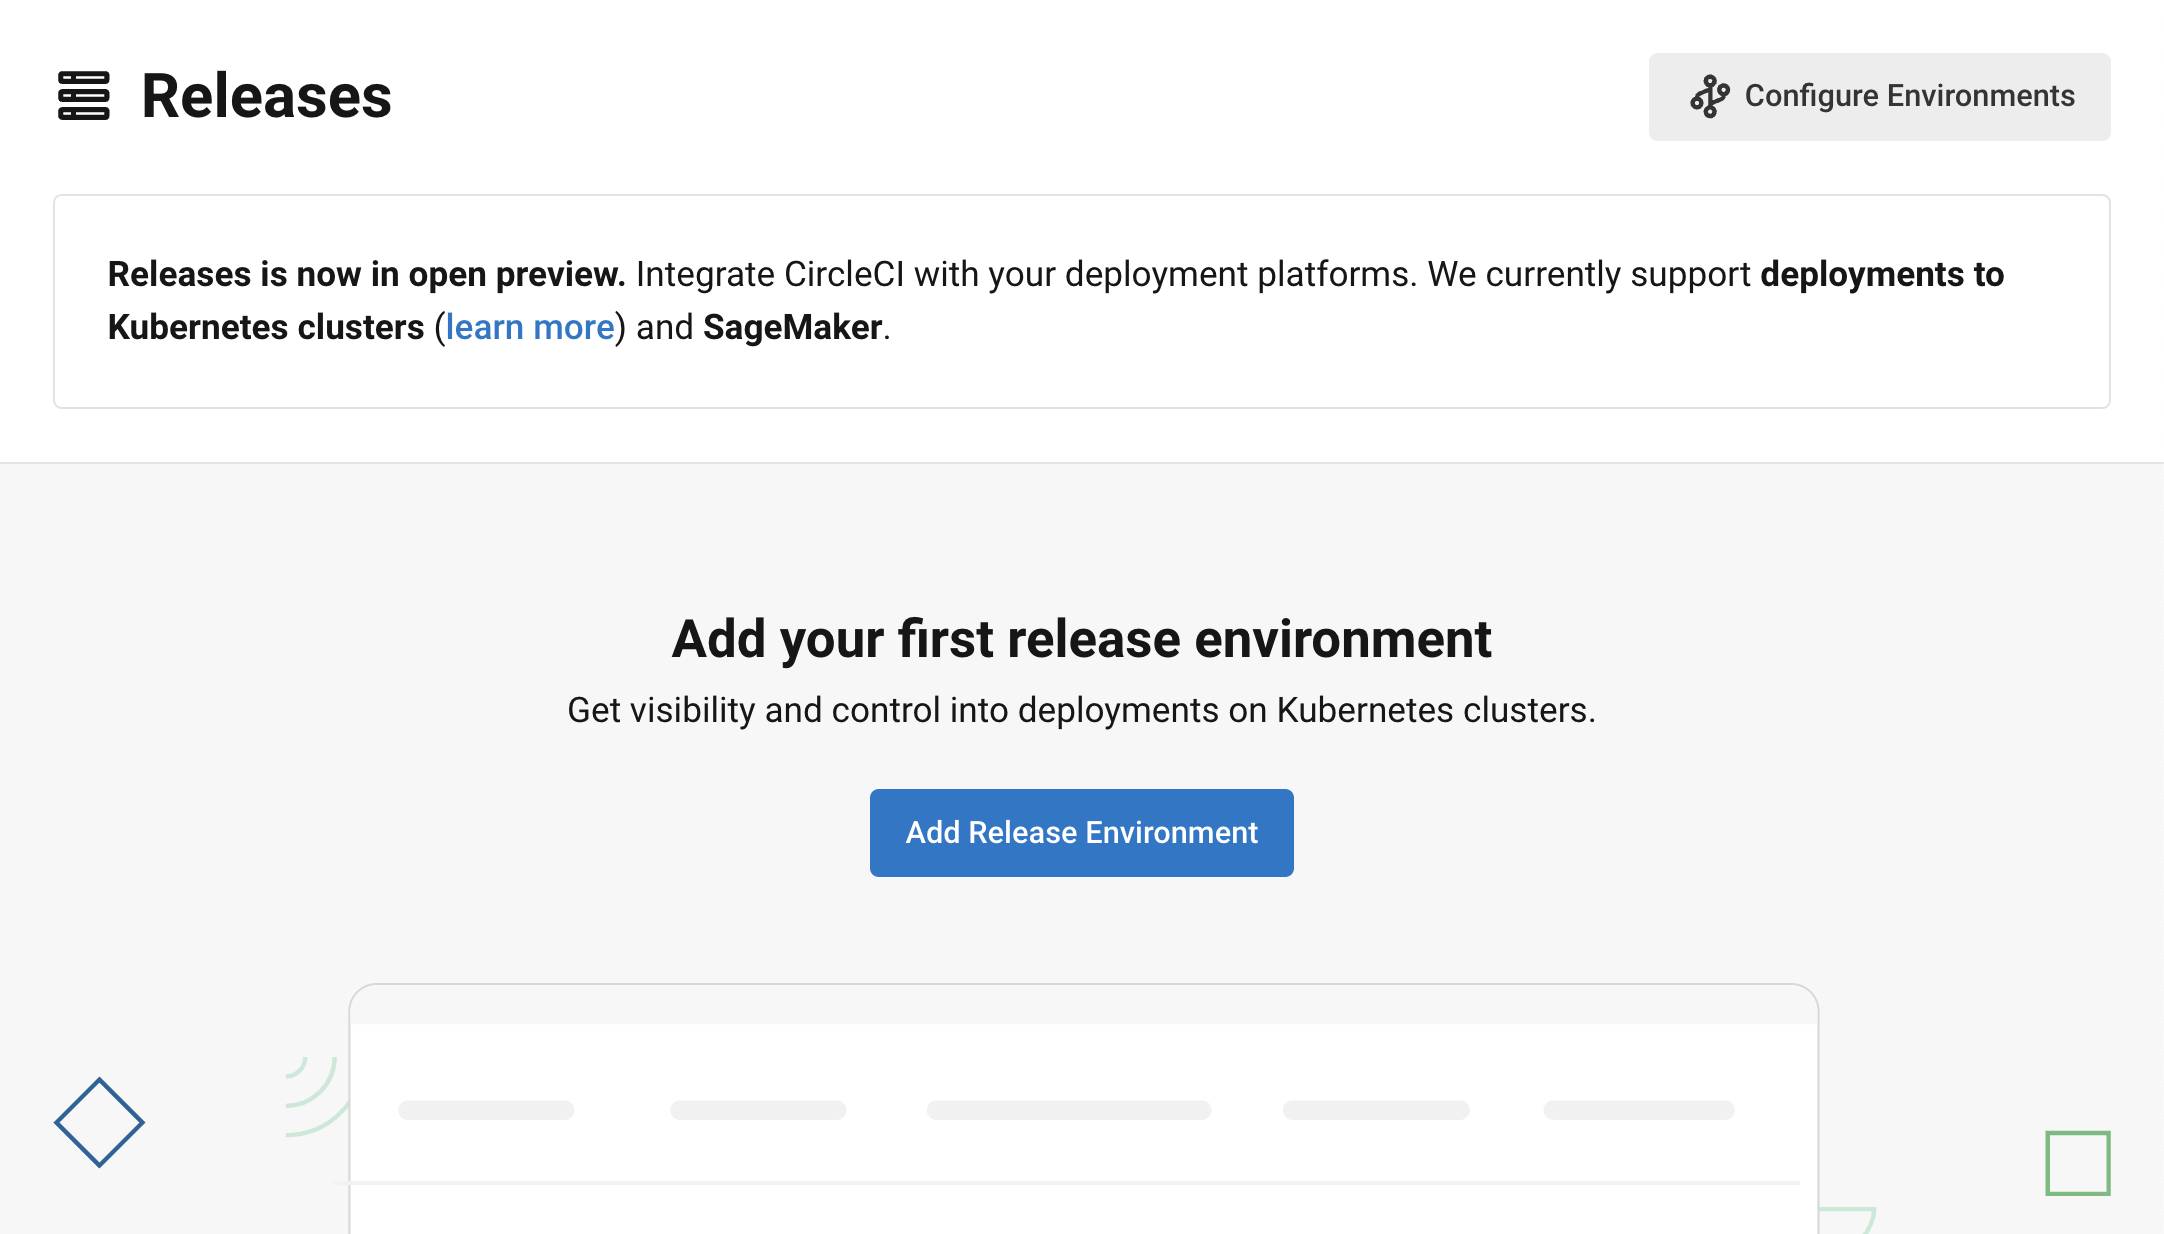 Releases
Configure Environments
Releases is now in open preview. Integrate CircleCI with your deployment platforms. We currently support deployments to
Kubernetes clusters (learn more) and SageMaker.
Add your first release environment
Get visibility and control into deployments on Kubernetes clusters.
Add Release Environment